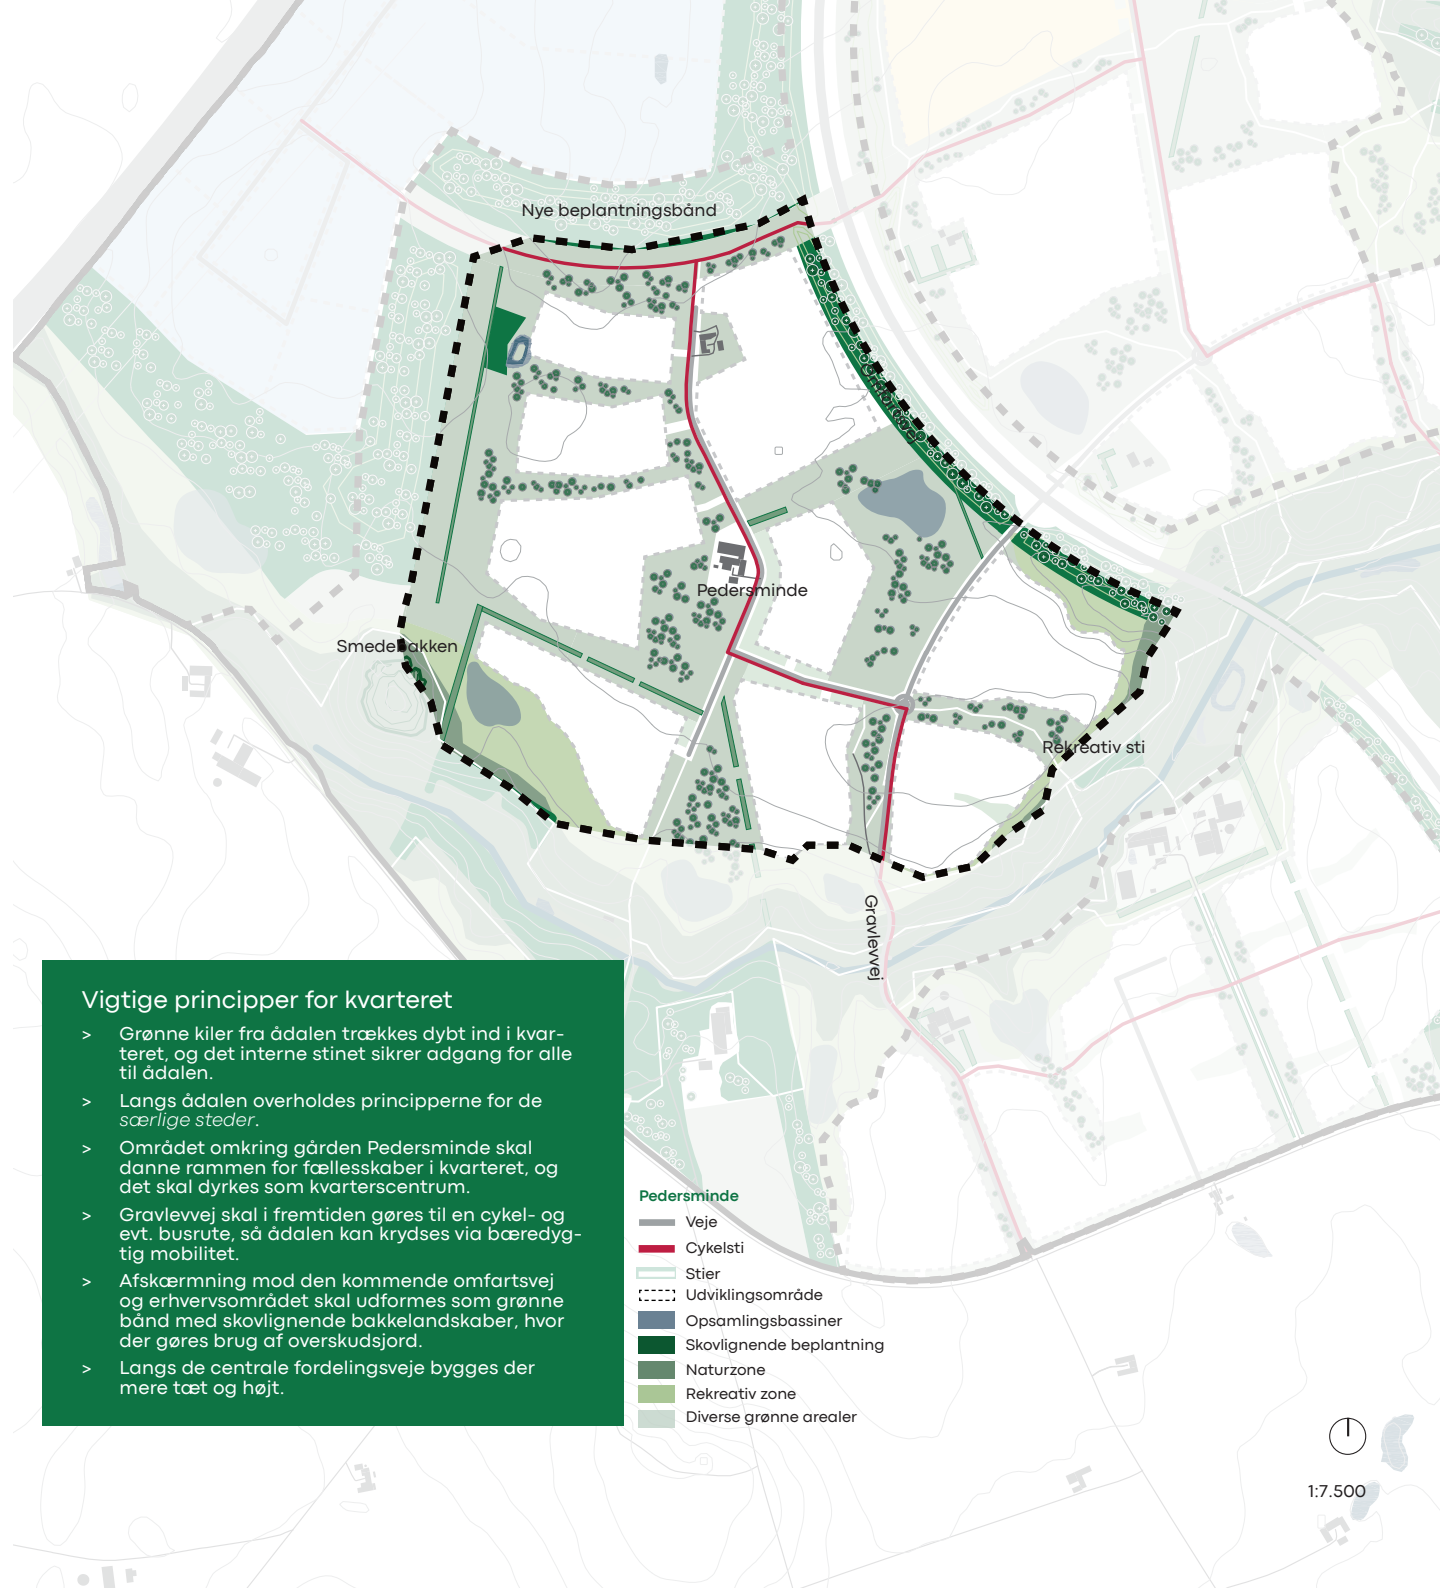 Nye beplantningsbånd
Pedersminde
Smedebakken
Rekreativ sti
Gravlevvej
Vigtige principper for kvarteret
> Grønne kiler fra ådalen trækkes dybt ind i kvar-
teret, og det interne stinet sikrer adgang for alle
til ådalen.
> Langs ådalen overholdes principperne for de
særlige steder.
> Området omkring gården Pedersminde skal
danne rammen for fællesskaber i kvarteret, og
det skal dyrkes som kvarterscentrum.
> Gravlevvej skal i fremtiden gøres til en cykel- og
evt. busrute, så ådalen kan krydses via bæredyg-
tig mobilitet.
> Afskærmning mod den kommende omfartsvej
og erhvervsområdet skal udformes som grønne
bånd med skovlignende bakkelandskaber, hvor
der gøres brug af overskudsjord.
> Langs de centrale fordelingsveje bygges der
mere tæt og højt.
Pedersminde
Veje
Cykelsti
Stier
Udviklingsområde
Opsamlingsbassiner
Skovlignende beplantning
Naturzone
Rekreativ zone
Diverse grønne arealer
1:7.500